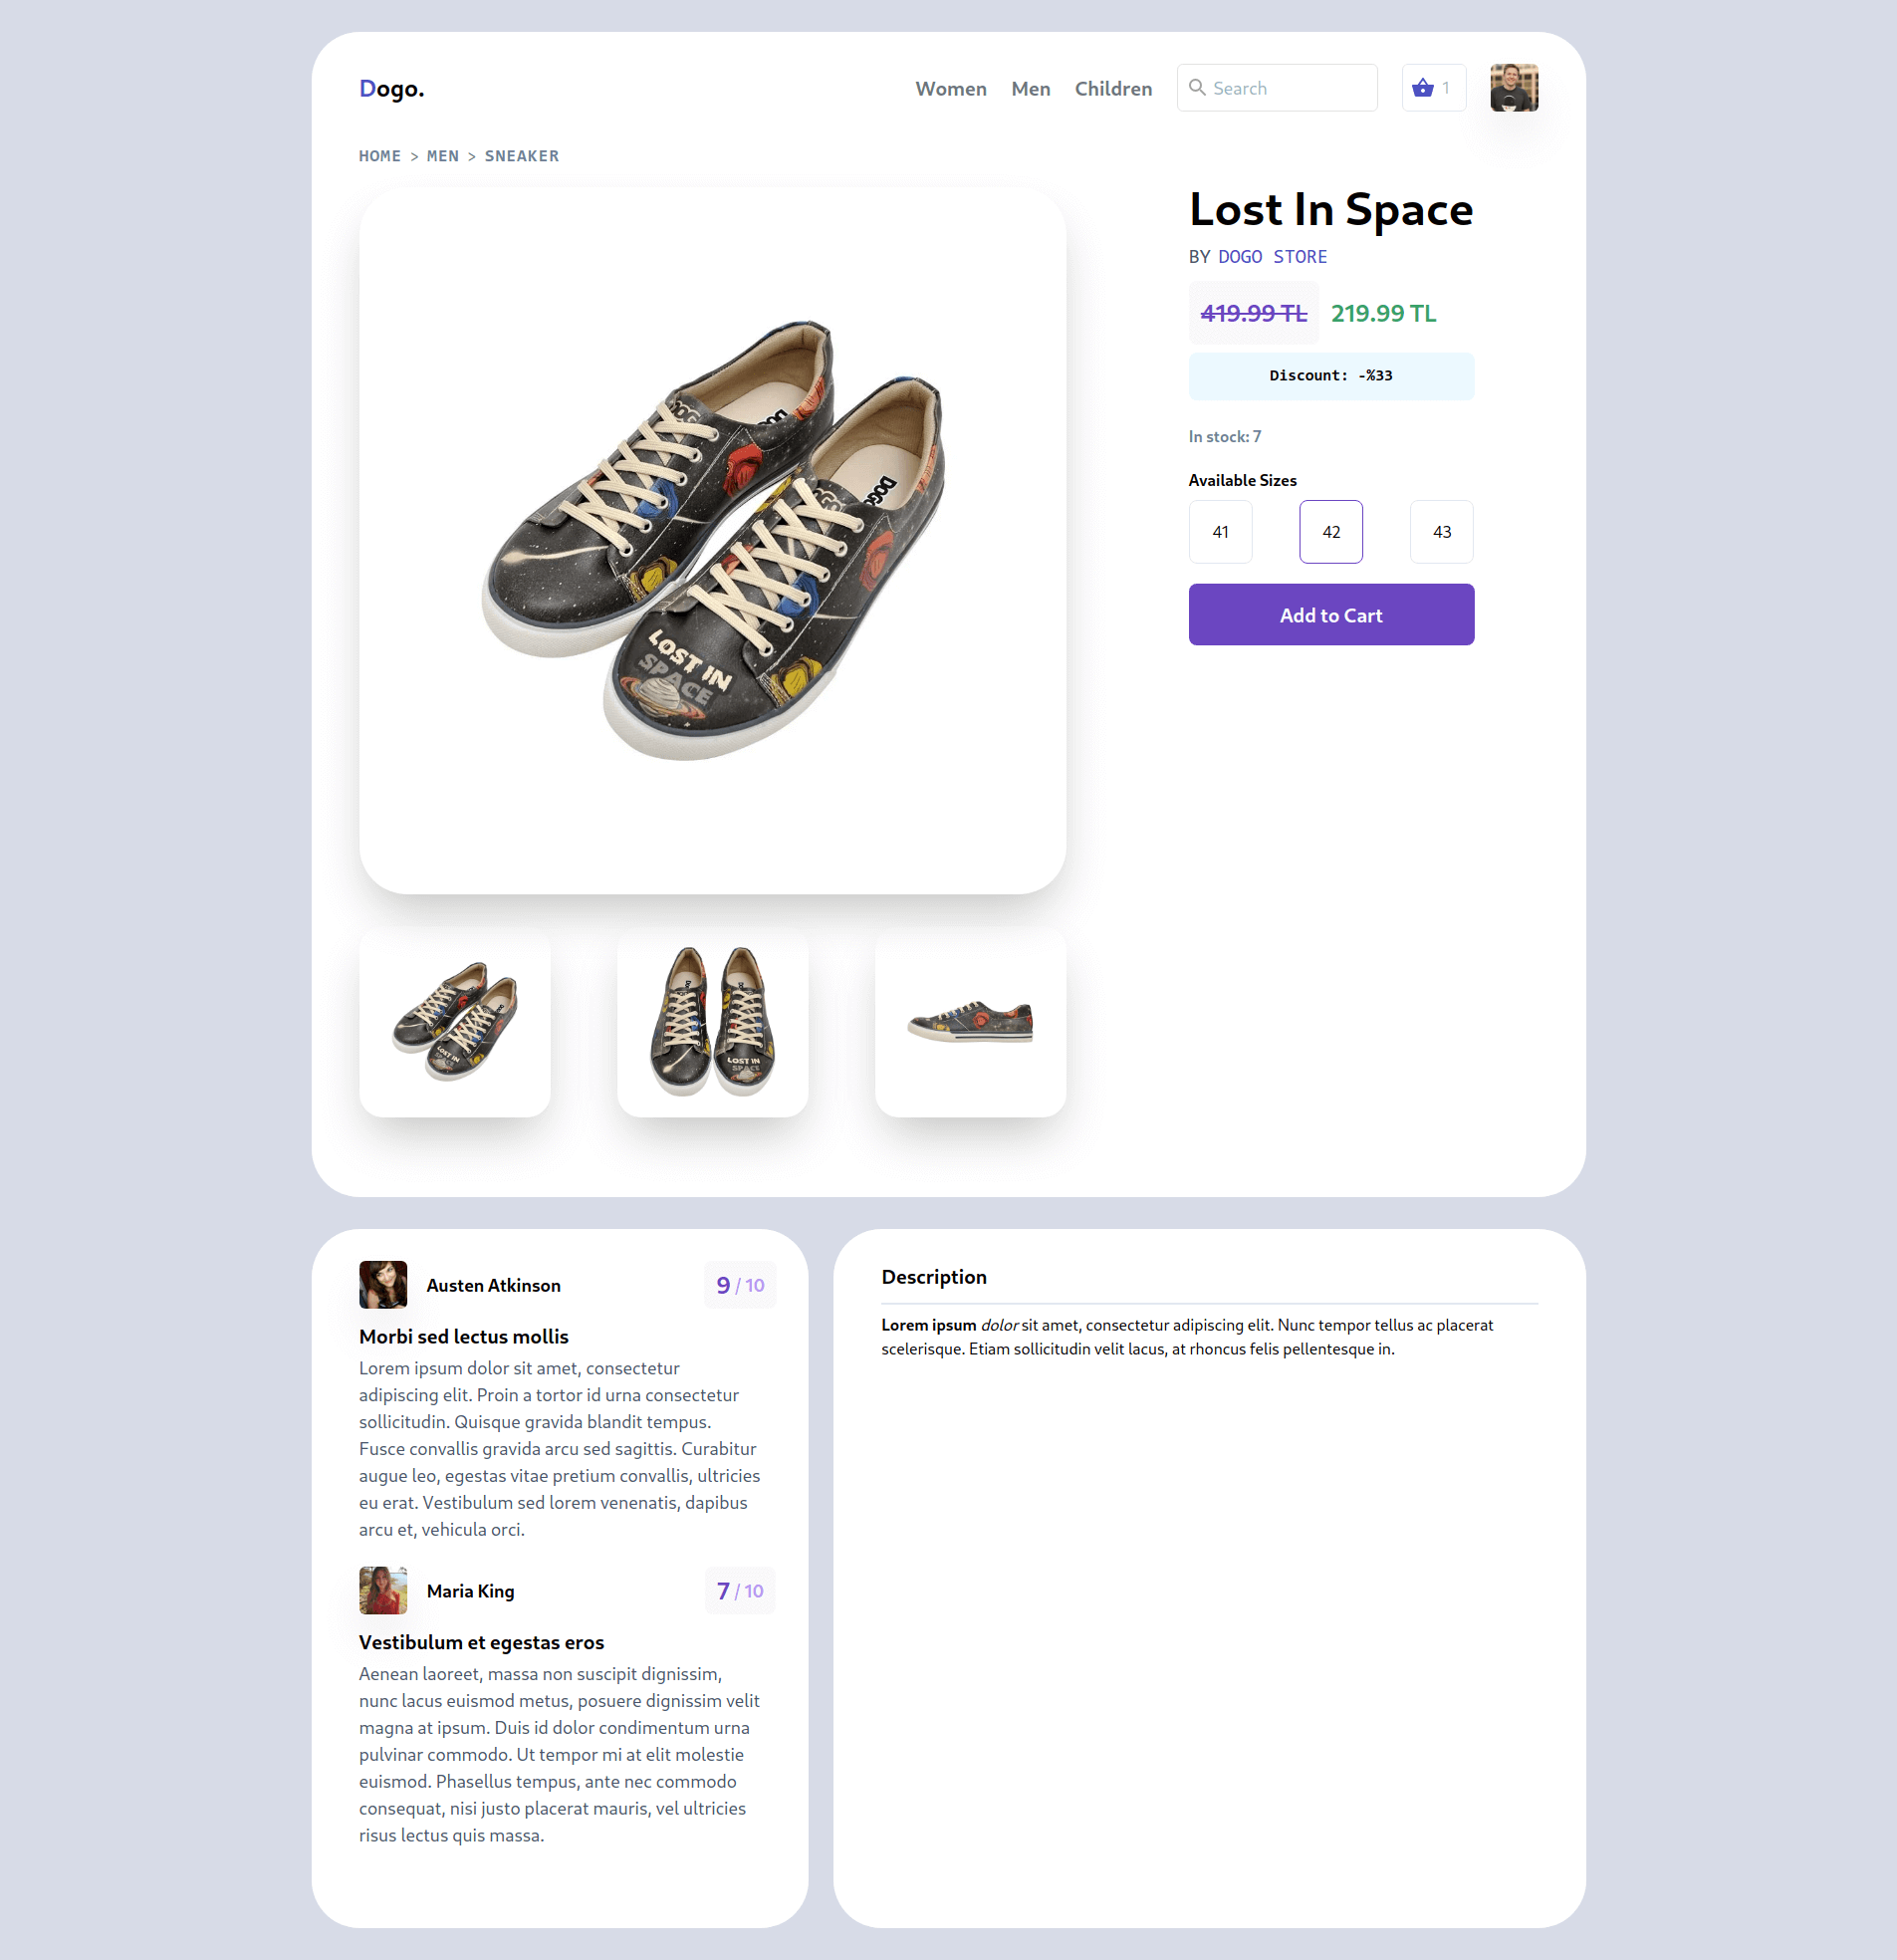 Dogo.
Women Men Children Search 1
HOME > MEN > SNEAKER
Lost In Space
BY DOGO STORE
419.99 TL 219.99 TL
Discount: -%33
In stock: 7
Available Sizes
41 42 43
Add to Cart
DOGO
DOGO
LOST IN
SPACE
LOST IN
SPACE
LOST IN
SPACE
Austen Atkinson 9 / 10
Morbi sed lectus mollis
Lorem ipsum dolor sit amet, consectetur
adipiscing elit. Proin a tortor id urna consectetur
sollicitudin. Quisque gravida blandit tempus.
Fusce convallis gravida arcu sed sagittis. Curabitur
augue leo, egestas vitae pretium convallis, ultricies
eu erat. Vestibulum sed lorem venenatis, dapibus
arcu et, vehicula orci.
Maria King 7 / 10
Vestibulum et egestas eros
Aenean laoreet, massa non suscipit dignissim,
nunc lacus euismod metus, posuere dignissim velit
magna at ipsum. Duis id dolor condimentum urna
pulvinar commodo. Ut tempor mi at elit molestie
euismod. Phasellus tempus, ante nec commodo
consequat, nisi justo placerat mauris, vel ultricies
risus lectus quis massa.
Description
Lorem ipsum dolor sit amet, consectetur adipiscing elit. Nunc tempor tellus ac placerat
scelerisque. Etiam sollicitudin velit lacus, at rhoncus felis pellentesque in.